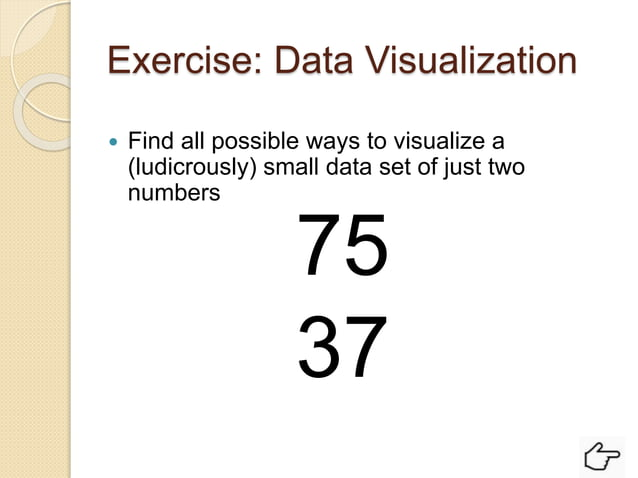 Exercise: Data Visualization
• Find all possible ways to visualize a
(ludicrously) small data set of just two
numbers
75
37